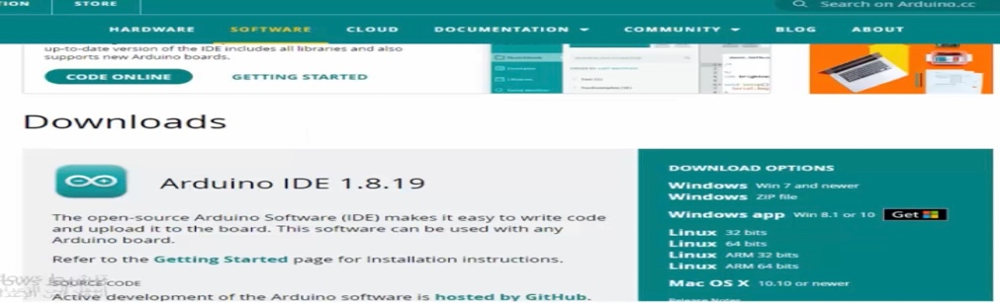 STORE
Search on Arduino.cc
HARDWARE SOFTWARE CLOUD DOCUMENTATION COMMUNITY BLOG ABOUT
up-to-date version of the IDE includes all libraries and also
supports new Arduino boards.
CODE ONLINE GETTING STARTED
Downloads
Arduino IDE 1.8.19
The open-source Arduino Software (IDE) makes it easy to write code
and upload it to the board. This software can be used with any
Arduino board.
Refer to the Getting Started page for Installation instructions.
SOURCE CODE
Active development of the Arduino software is hosted by GitHub.
DOWNLOAD OPTIONS
Windows Win 7 and newer
Windows ZIP file
Windows app Win 8.1 or 10 Get
Linux 32 bits
Linux 64 bits
Linux ARM 32 bits
Linux ARM 64 bits
Mac OS X 10.10 or newer
Release Notes